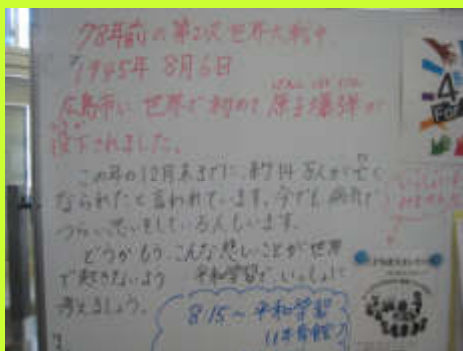 78年前の第2次世界大戦中
1945年 8月6日
広島市に 世界で初めて 原子爆弾が
げんしばくだん
投下されました。
この年の12月末までに、約14万人が亡く
なられたと言われています。今でも 病気で
つらい思いをしている人もいます。
どうかもう、こんな悲しいことが 世界
で起きないよう 平和学習で、いっしょに
考えましょう。
8:15～平和学習